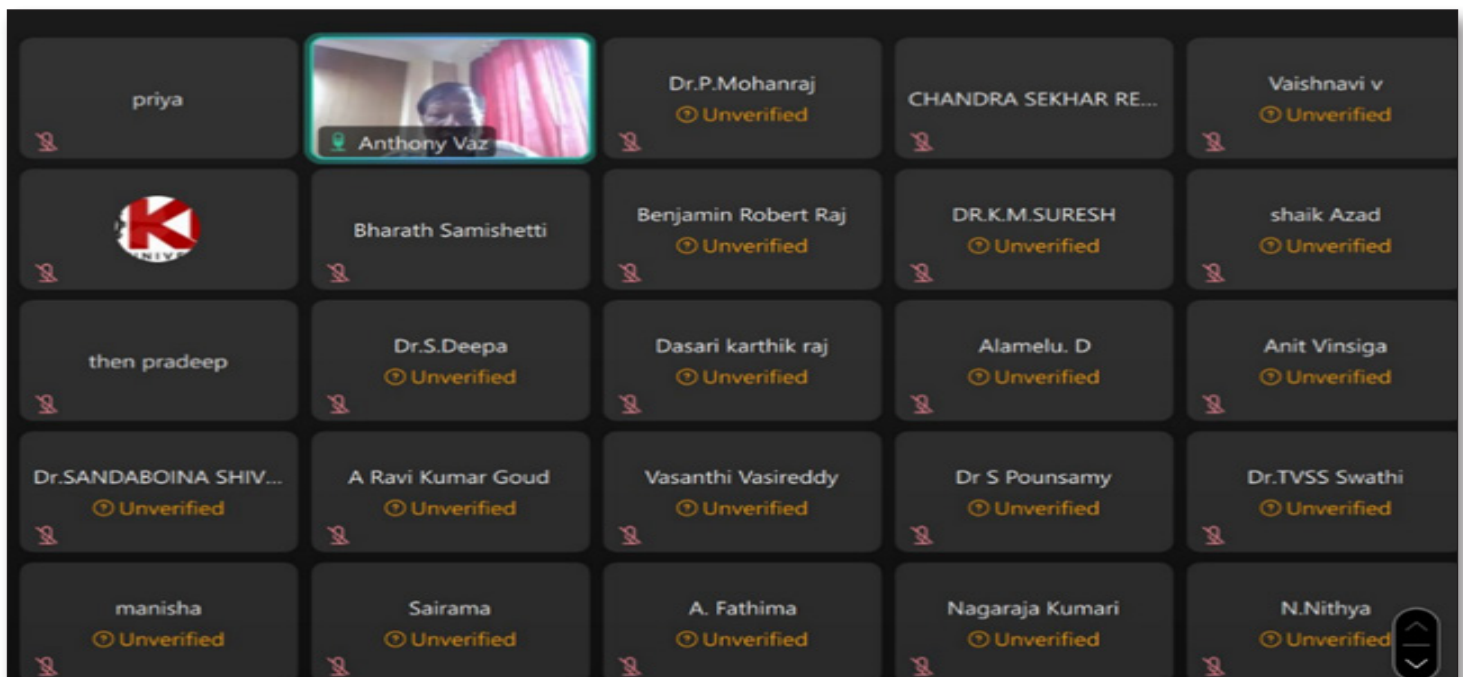 priya
Anthony Vaz
Dr.P.Mohanraj
Unverified
CHANDRA SEKHAR RE...
Vaishnavi v
Unverified
K
Bharath Samishetti
Benjamin Robert Raj
Unverified
DR.K.M.SURESH
Unverified
shaik Azad
Unverified
then pradeep
Dr.S.Deepa
Unverified
Dasari karthik raj
Unverified
Alamelu. D
Unverified
Anit Vinsiga
Unverified
Dr.SANDABOINA SHIV...
Unverified
A Ravi Kumar Goud
Unverified
Vasanthi Vasireddy
Unverified
Dr S Pounsamy
Unverified
Dr.TVSS Swathi
Unverified
manisha
Unverified
Sairama
Unverified
A. Fathima
Unverified
Nagaraja Kumari
Unverified
N.Nithya
Unverified